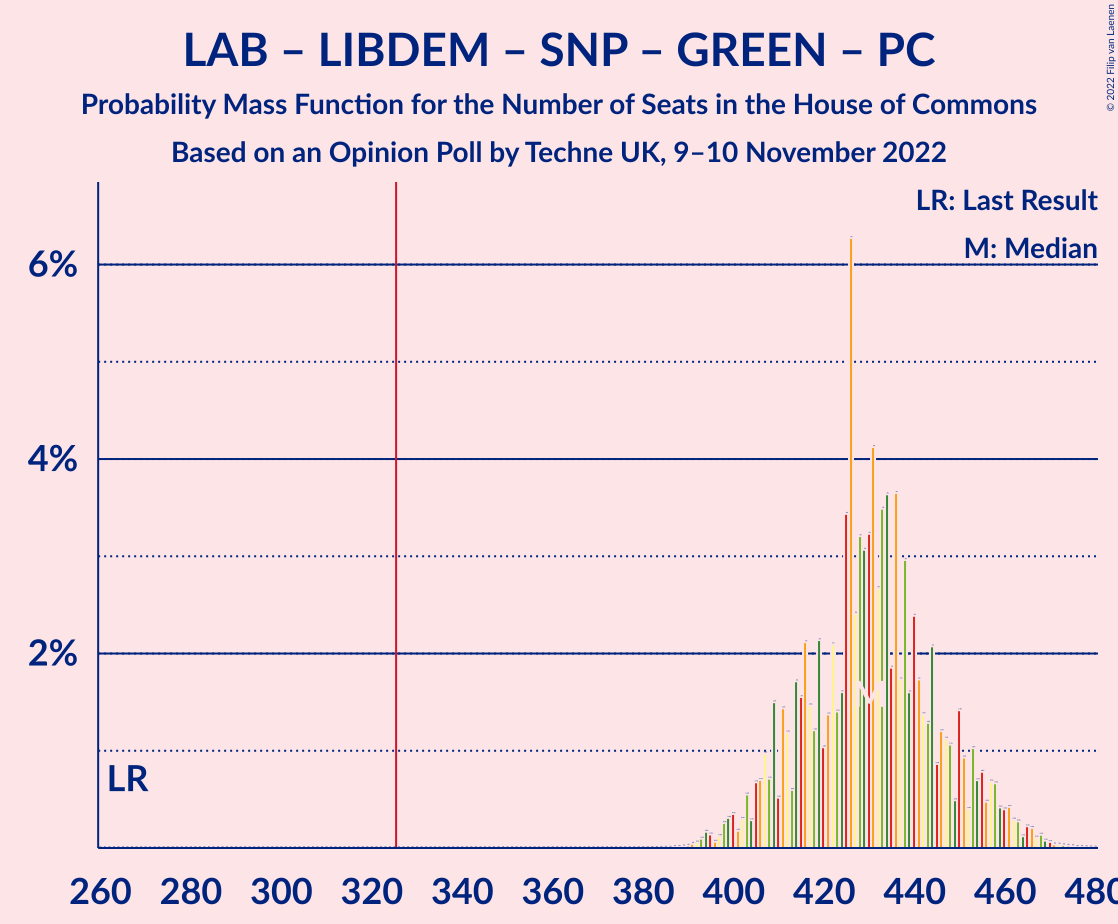 LAB – LIBDEM – SNP – GREEN – PC
Probability Mass Function for the Number of Seats in the House of Commons
Based on an Opinion Poll by Techne UK, 9–10 November 2022
© 2022 Filip van Laenen
LR: Last Result
M: Median
6%
4%
2%
LR
M
260 280 300 320 340 360 380 400 420 440 460 480